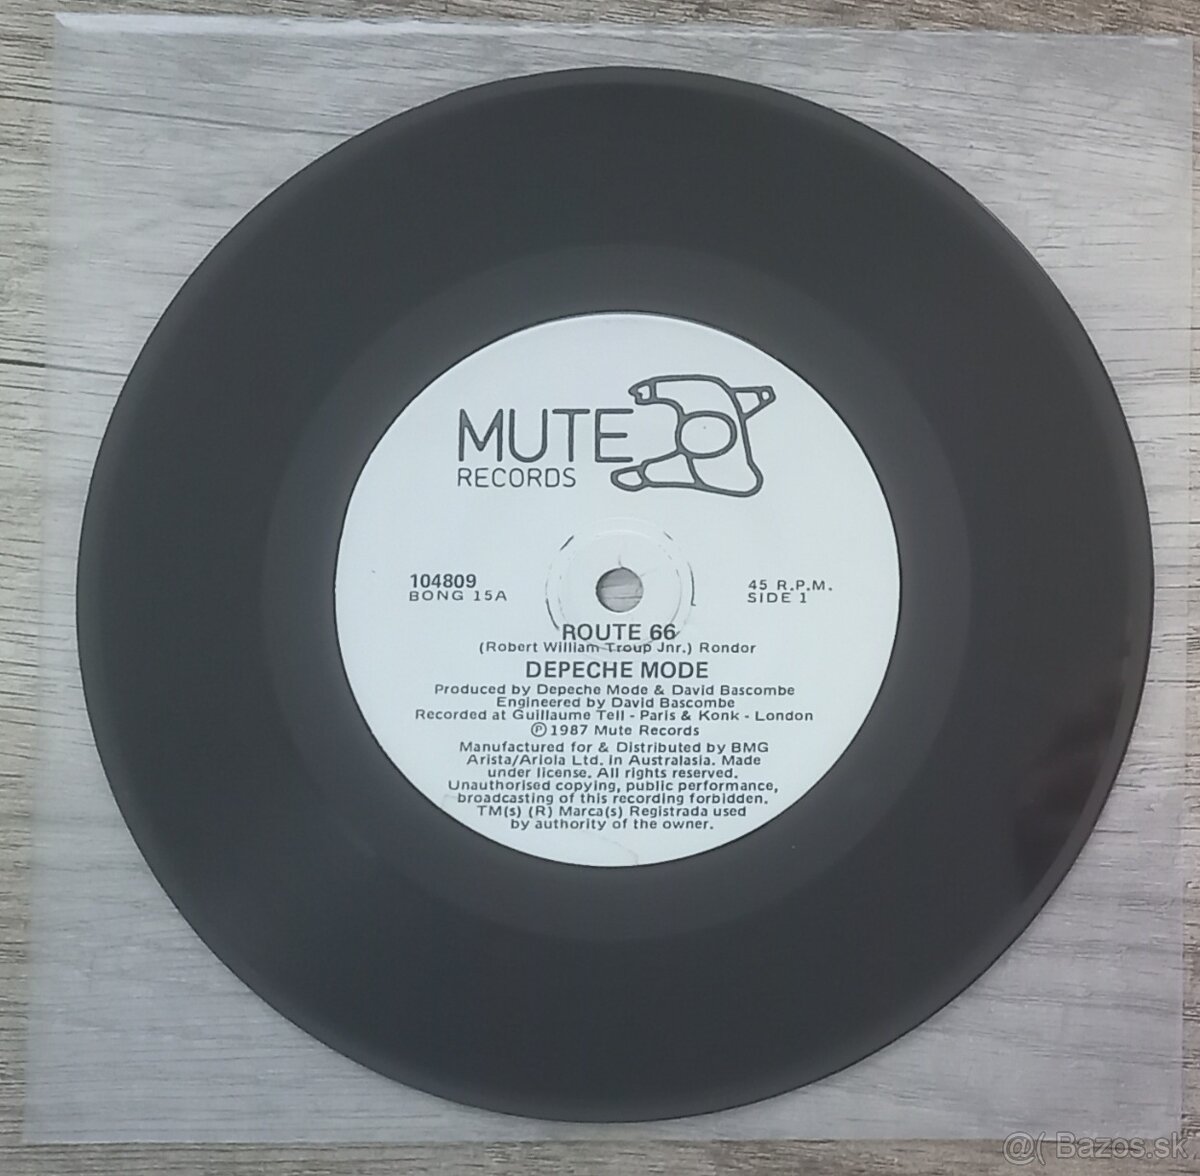 MUTE
RECORDS
104809
BONG 15A
45 R.P.M.
SIDE 1
ROUTE 66
(Robert William Troup Jnr.) Rondor
DEPECHE MODE
Produced by Depeche Mode & David Bascombe
Engineered by David Bascombe
Recorded at Guillaume Tell - Paris & Konk - London
Ⓟ1987 Mute Records
Manufactured for & Distributed by BMG
Arista/Ariola Ltd. in Australasia. Made
under license. All rights reserved.
Unauthorised copying, public performance,
broadcasting of this recording forbidden.
TM(s) (R) Marca(s) Registrada used
by authority of the owner.
@( Bazos.sk